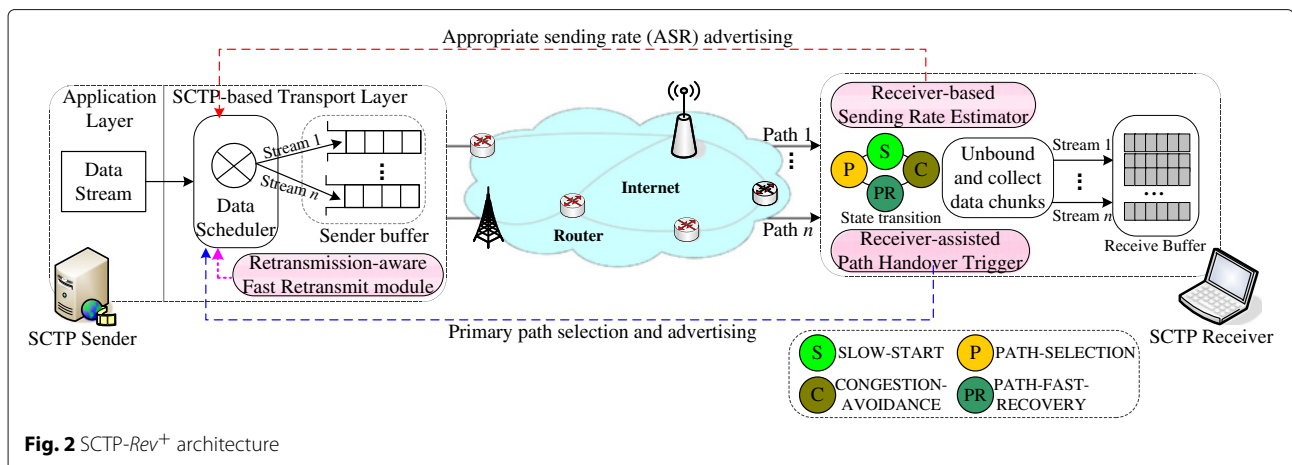 Appropriate sending rate (ASR) advertising
Application
Layer
SCTP-based Transport Layer
Data
Stream
Stream 1
Stream n
Data
Scheduler
Sender buffer
Retransmission-aware
Fast Retransmit module
SCTP Sender
Internet
Router
Path 1
Path n
Receiver-based
Sending Rate Estimator
S
P
C
PR
State transition
Unbound
and collect
data chunks
Stream 1
Stream n
Receive Buffer
Receiver-assisted
Path Handover Trigger
SCTP Receiver
Primary path selection and advertising
S SLOW-START
P PATH-SELECTION
C CONGESTION-
AVOIDANCE
PR PATH-FAST-
RECOVERY
Fig. 2 SCTP-Rev+ architecture